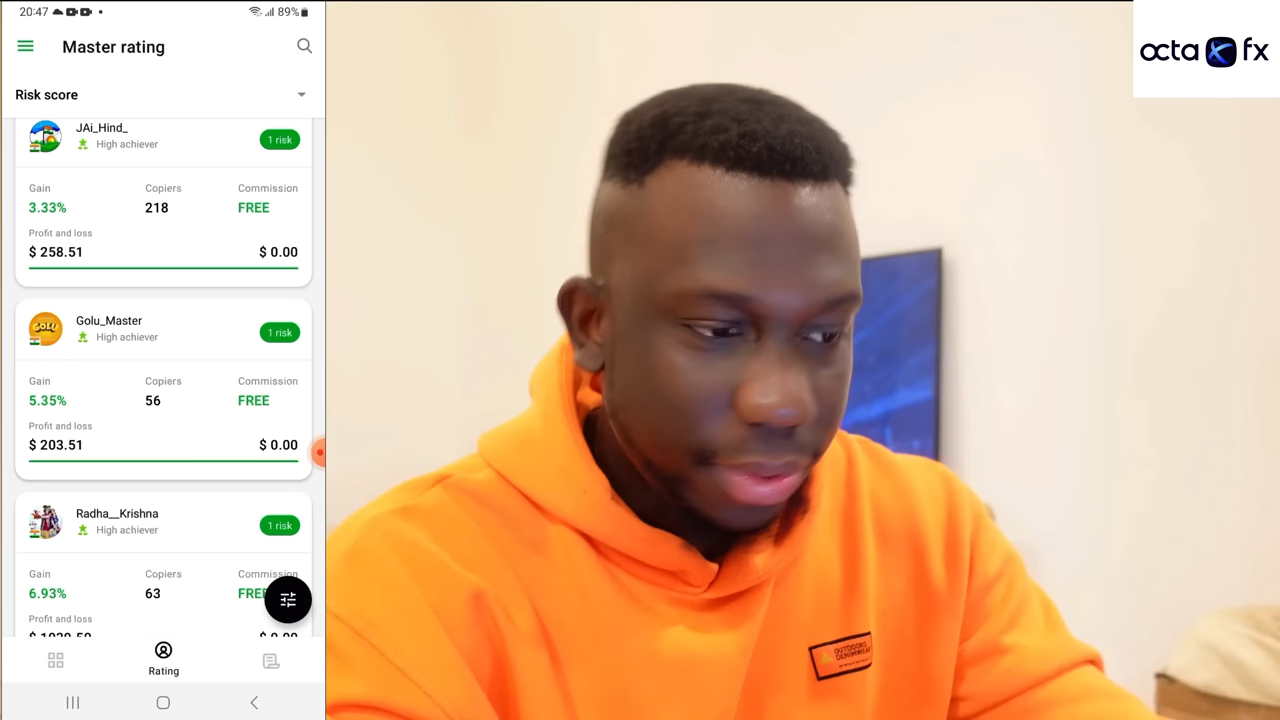 20:47
89%
Master rating
Risk score
JAi_Hind_
High achiever
1 risk
Gain
Copiers
Commission
3.33%
218
FREE
Profit and loss
$ 258.51
$ 0.00
GOLU
Golu_Master
High achiever
1 risk
Gain
Copiers
Commission
5.35%
56
FREE
Profit and loss
$ 203.51
$ 0.00
Radha__Krishna
High achiever
1 risk
Gain
Copiers
Commission
6.93%
63
Profit and loss
Rating
octa fx
OUTDOORS